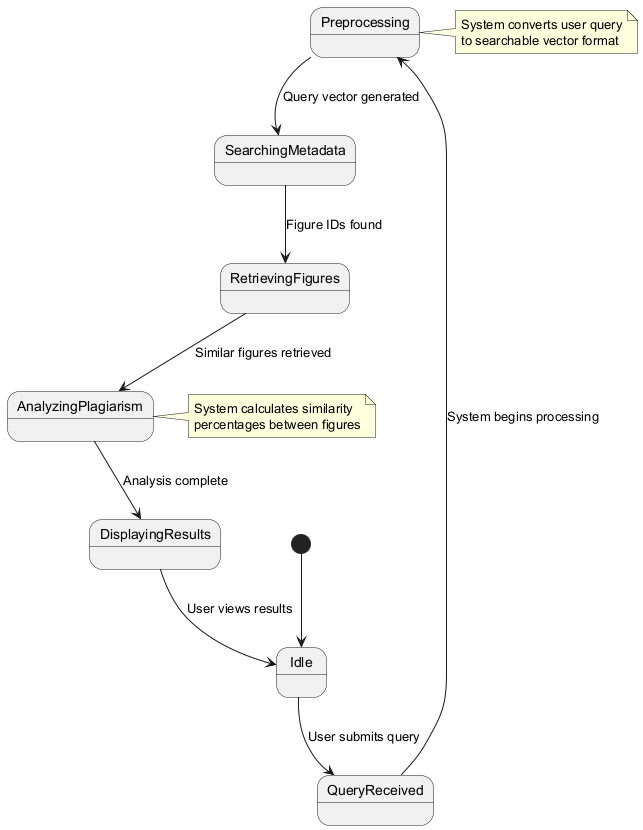 Preprocessing
System converts user query
to searchable vector format
Query vector generated
SearchingMetadata
Figure IDs found
RetrievingFigures
Similar figures retrieved
AnalyzingPlagiarism
System calculates similarity
percentages between figures
System begins processing
Analysis complete
DisplayingResults
User views results
Idle
User submits query
QueryReceived